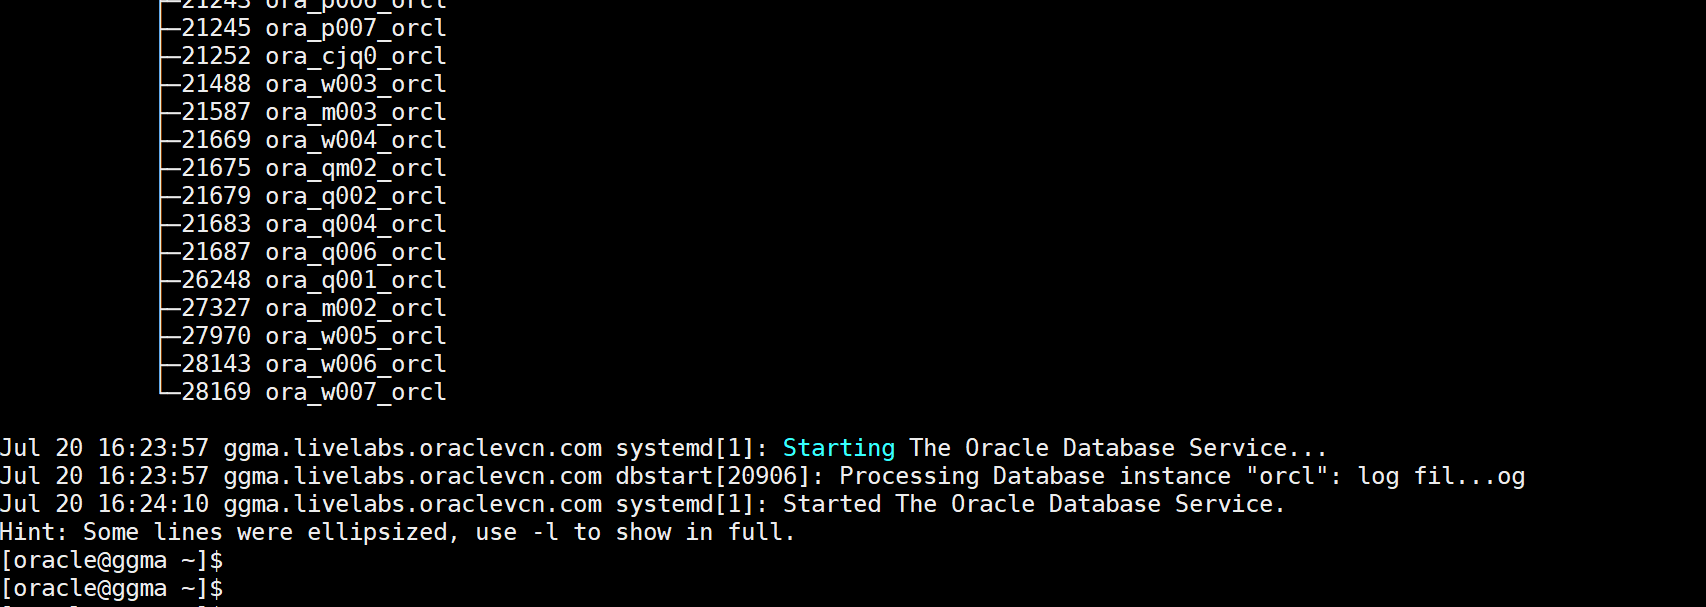 ├─21243 ora_p006_orcl
├─21245 ora_p007_orcl
├─21252 ora_cjq0_orcl
├─21488 ora_w003_orcl
├─21587 ora_m003_orcl
├─21669 ora_w004_orcl
├─21675 ora_qm02_orcl
├─21679 ora_q002_orcl
├─21683 ora_q004_orcl
├─21687 ora_q006_orcl
├─26248 ora_q001_orcl
├─27327 ora_m002_orcl
├─27970 ora_w005_orcl
├─28143 ora_w006_orcl
└─28169 ora_w007_orcl
Jul 20 16:23:57 ggma.livelabs.oraclevcn.com systemd[1]: Starting The Oracle Database Service...
Jul 20 16:23:57 ggma.livelabs.oraclevcn.com dbstart[20906]: Processing Database instance "orcl": log fil...og
Jul 20 16:24:10 ggma.livelabs.oraclevcn.com systemd[1]: Started The Oracle Database Service.
Hint: Some lines were ellipsized, use -l to show in full.
[oracle@ggma ~]$
[oracle@ggma ~]$